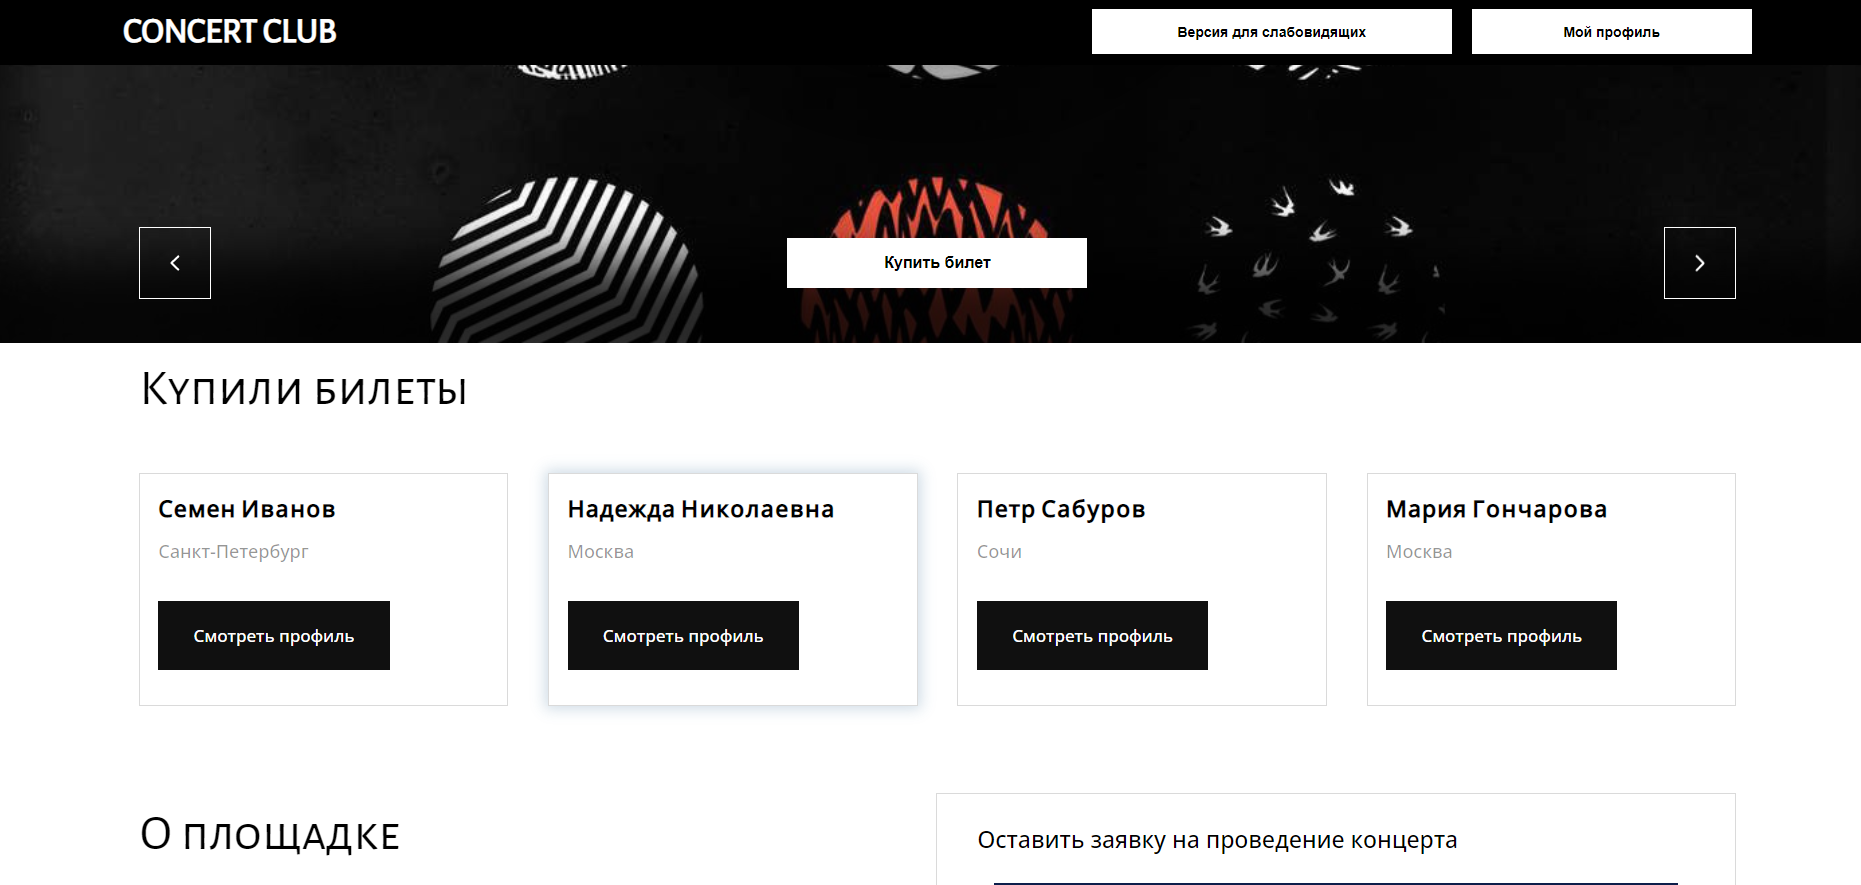 CONCERT CLUB
Версия для слабовидящих
Мой профиль
Купить билет
Купили билеты
Семен Иванов
Санкт-Петербург
Смотреть профиль
Надежда Николаевна
Москва
Смотреть профиль
Петр Сабуров
Сочи
Смотреть профиль
Мария Гончарова
Москва
Смотреть профиль
О площадке
Оставить заявку на проведение концерта